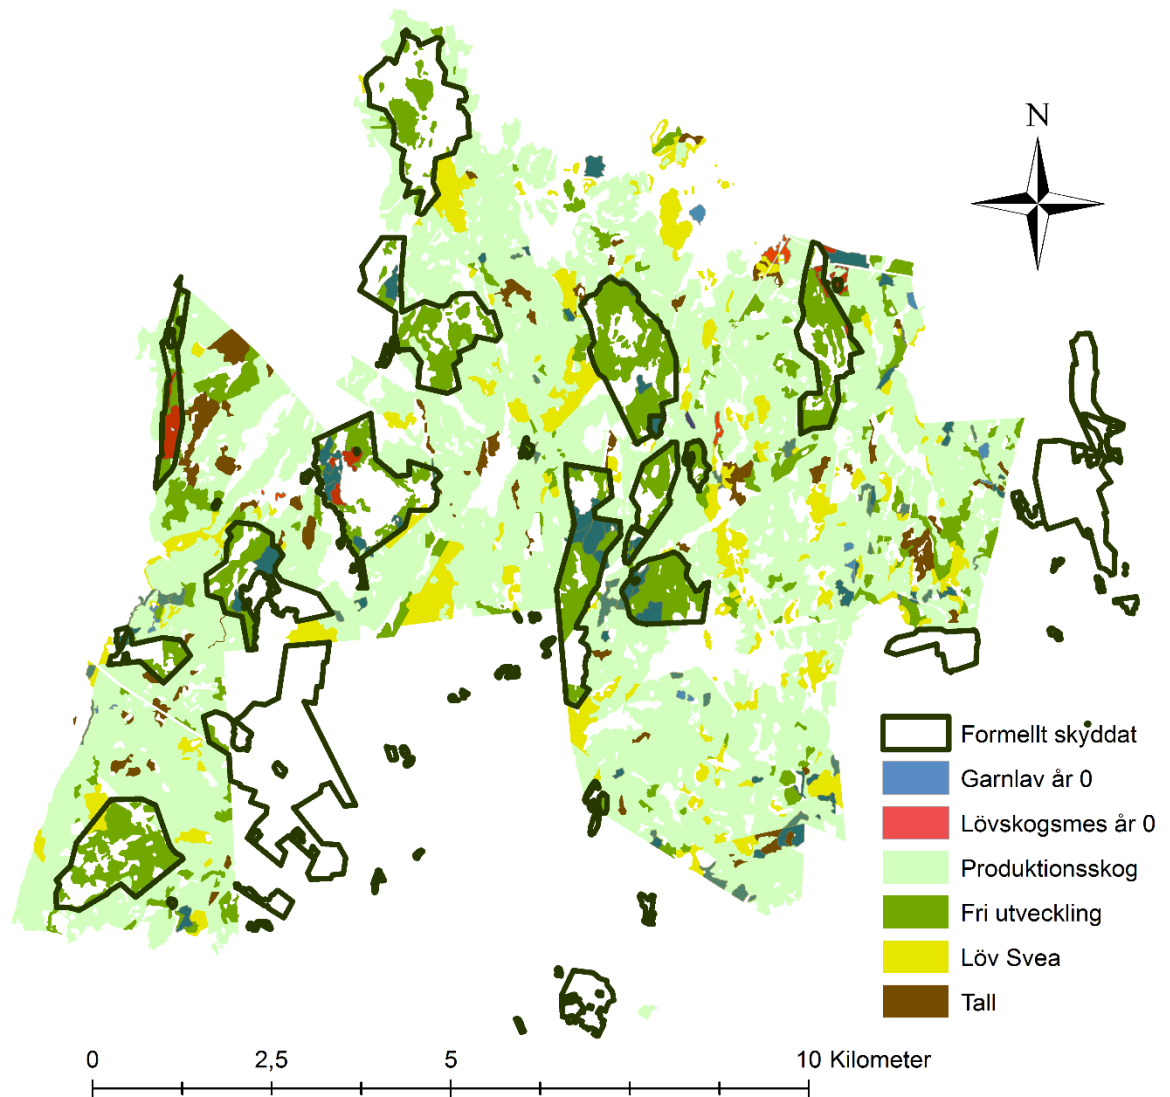 N
Formellt skyddat
Garnlav år 0
Lövskogsmes år 0
Produktionsskog
Fri utveckling
Löv Svea
Tall
0 2,5 5 10 Kilometer